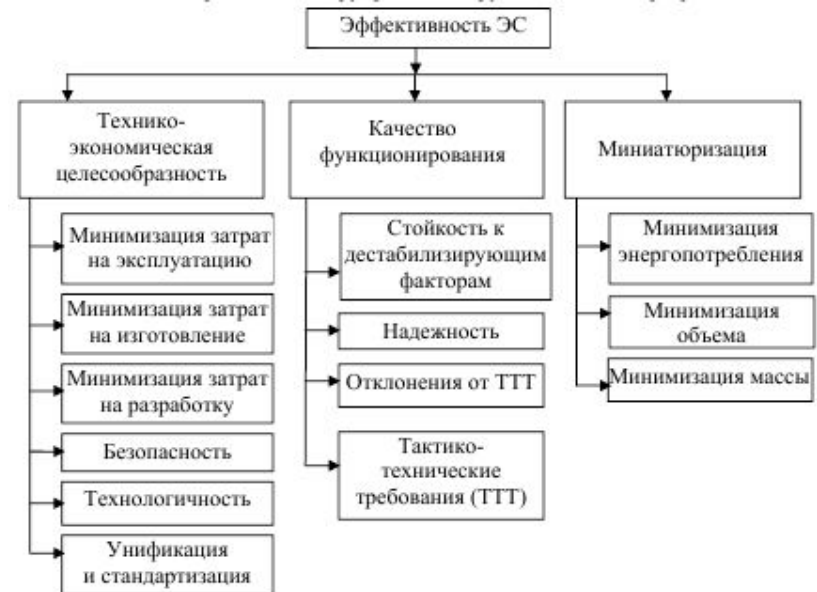 Эффективность ЭС
Технико-
экономическая
целесообразность
Минимизация затрат
на эксплуатацию
Минимизация затрат
на изготовление
Минимизация затрат
на разработку
Безопасность
Технологичность
Унификация
и стандартизация
Качество
функционирования
Стойкость к
дестабилизирующим
факторам
Надежность
Отклонения от ТТТ
Тактико-
технические
требования (ТТТ)
Миниатюризация
Минимизация
энергопотребления
Минимизация
объема
Минимизация массы